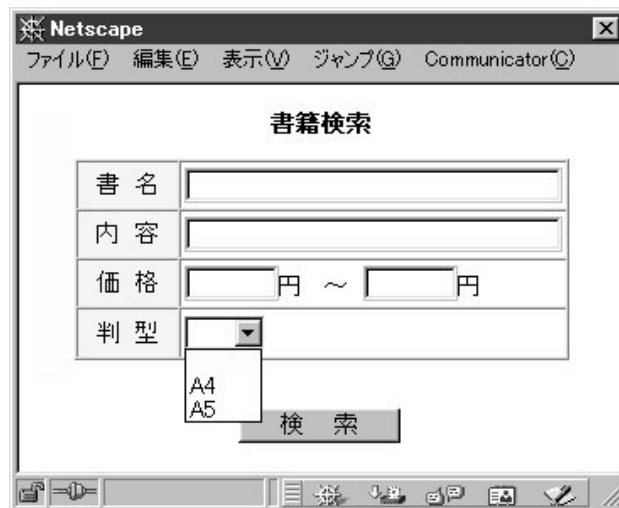 Netscape
ファイル(F) 編集(E) 表示(V) ジャンプ(G) Communicator(C)
書籍検索
書 名
内 容
価 格 円 ～ 円
判 型
A4
A5
検 索